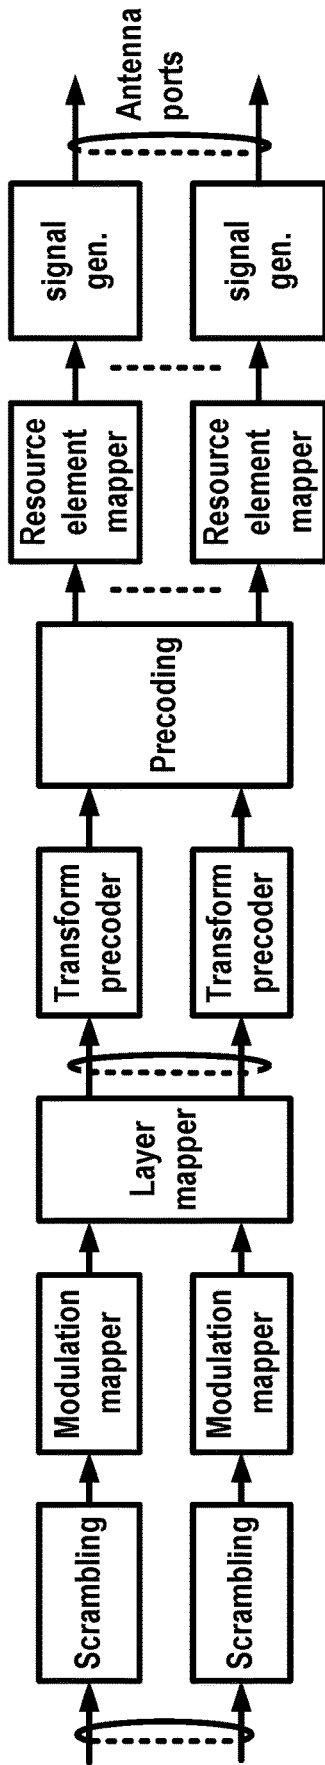 Scrambling
Scrambling
Modulation
mapper
Modulation
mapper
Layer
mapper
Transform
precoder
Transform
precoder
Precoding
Resource
element
mapper
Resource
element
mapper
signal
gen.
signal
gen.
Antenna
ports